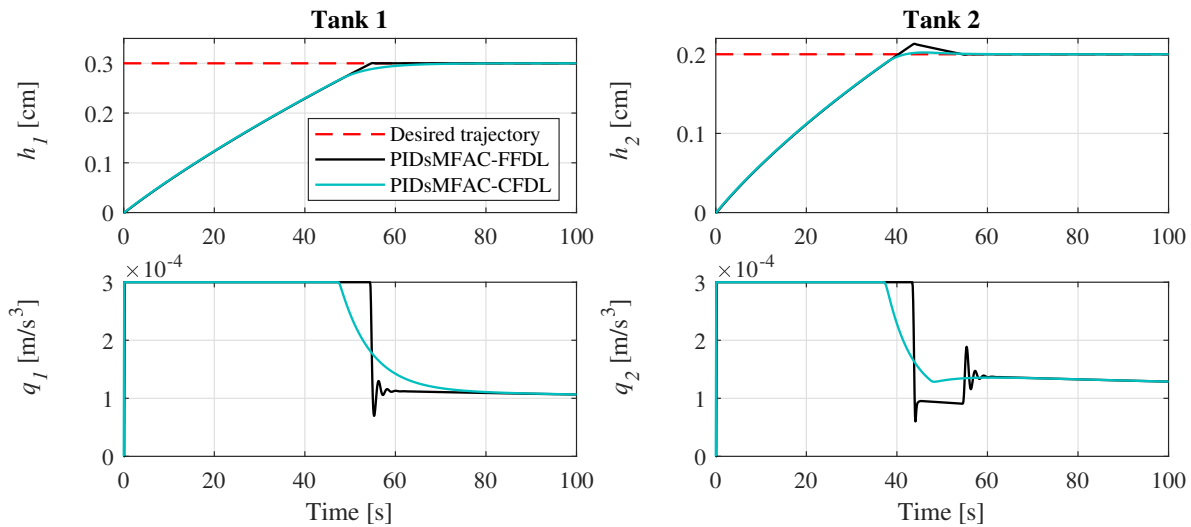 Tank 1
Tank 2
h1 [cm]
0.3
0.2
0.1
0
Desired trajectory
PIDsMFAC-FFDL
PIDsMFAC-CFDL
0 20 40 60 80 100
h2 [cm]
0.2
0.1
0
0 20 40 60 80 100
×10-4
q1 [m/s3]
3
2
1
0
0 20 40 60 80 100
Time [s]
×10-4
q2 [m/s3]
3
2
1
0
0 20 40 60 80 100
Time [s]